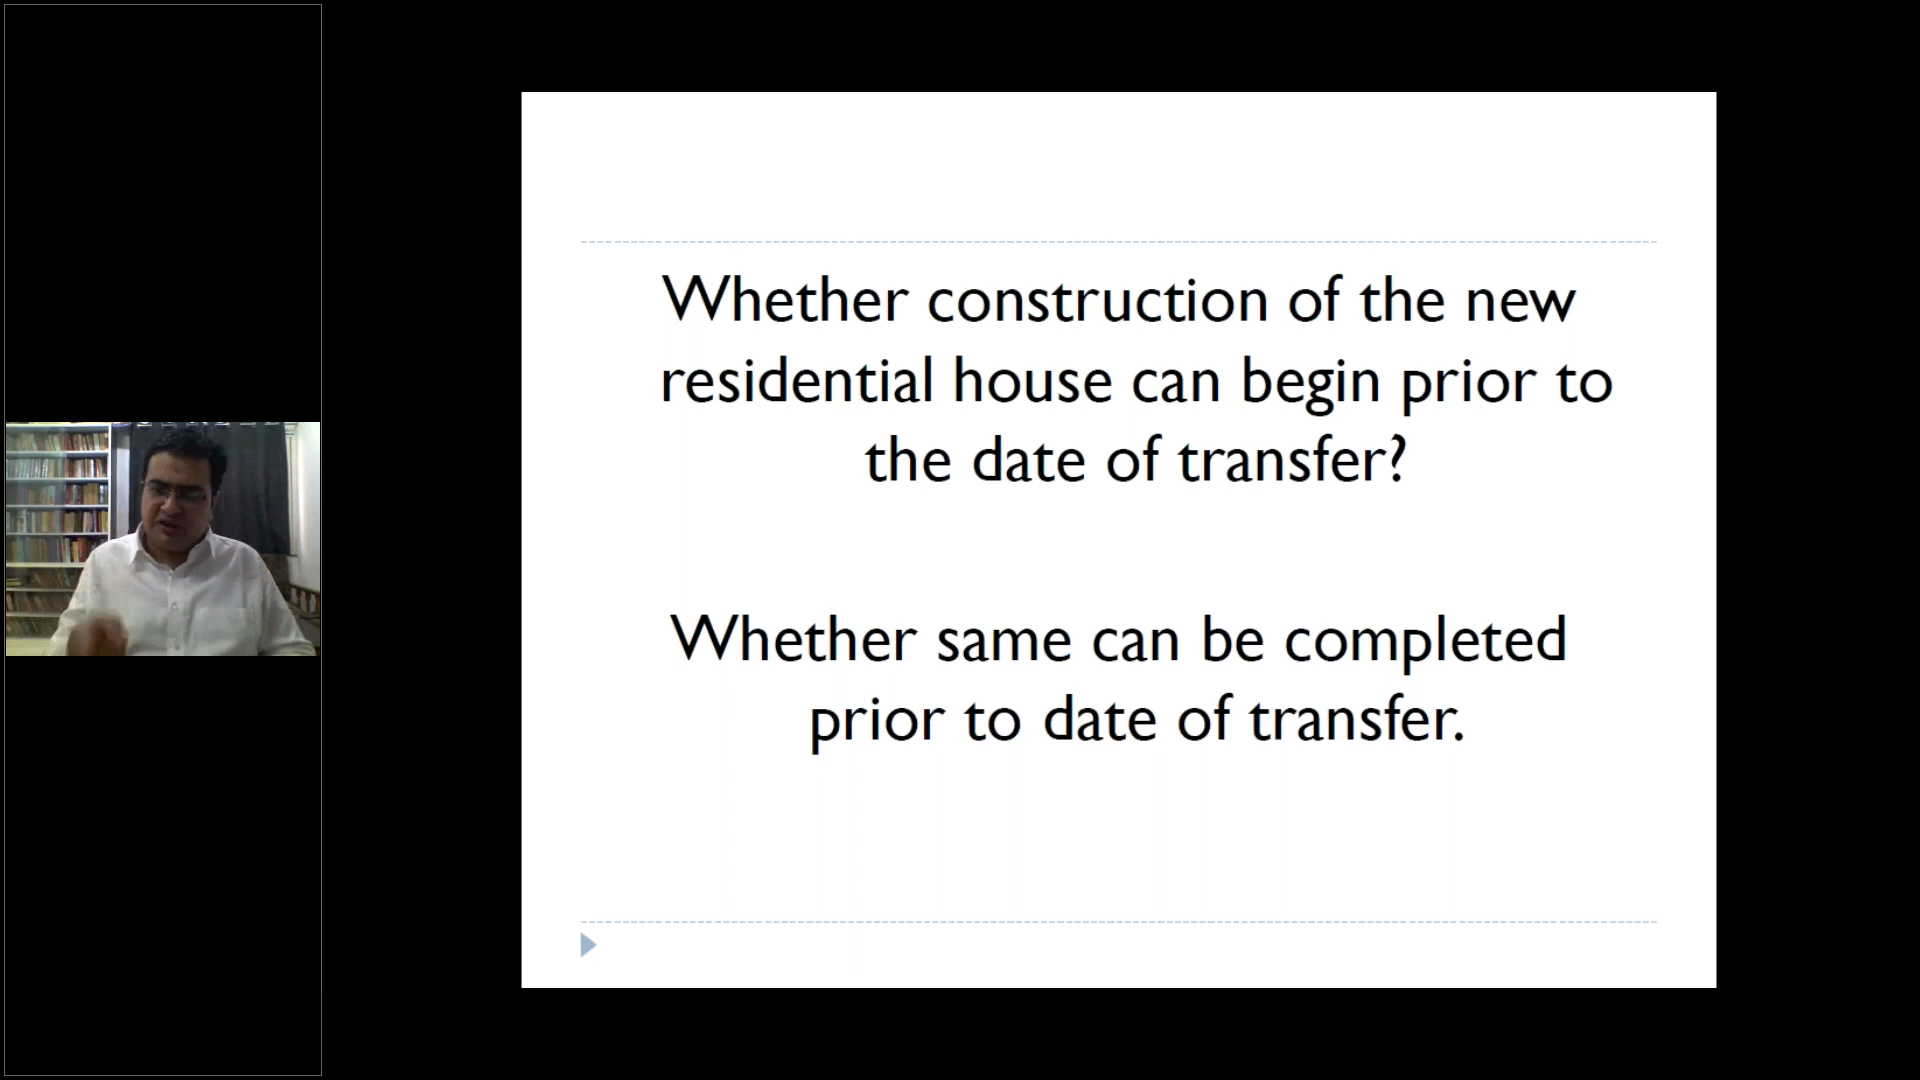 Whether construction of the new
residential house can begin prior to
the date of transfer?
Whether same can be completed
prior to date of transfer.